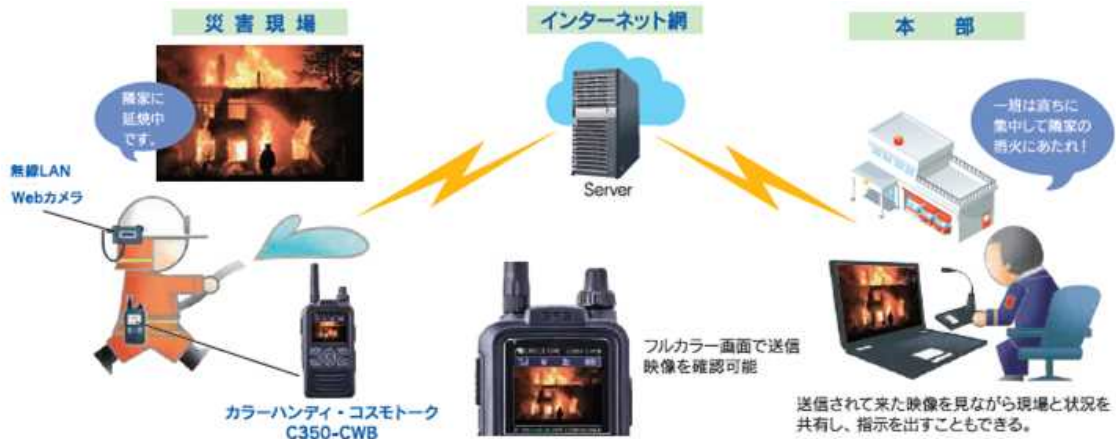 災害現場
インターネット網
本部
隣家に
延焼中
です。
一班は直ちに
集中して隣家の
消火にあたれ！
無線LAN
Webカメラ
Server
フルカラー画面で送信
映像を確認可能
カラーハンディ・コスモトーク
C350-CWB
送信されて来た映像を見ながら現場と状況を
共有し、指示を出すこともできる。